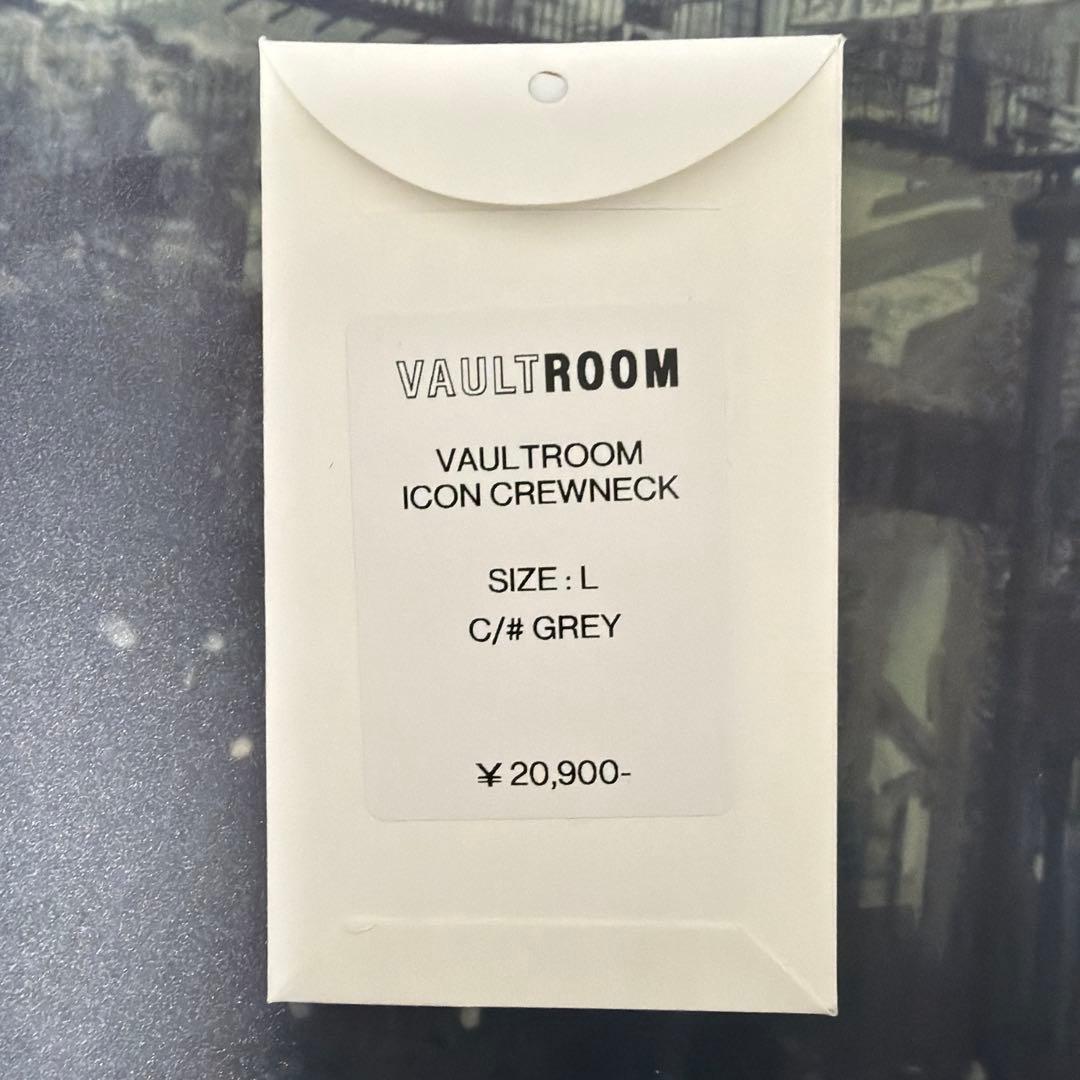 VAULTROOM
VAULTROOM
ICON CREWNECK
SIZE : L
C/# GREY
¥ 20,900-